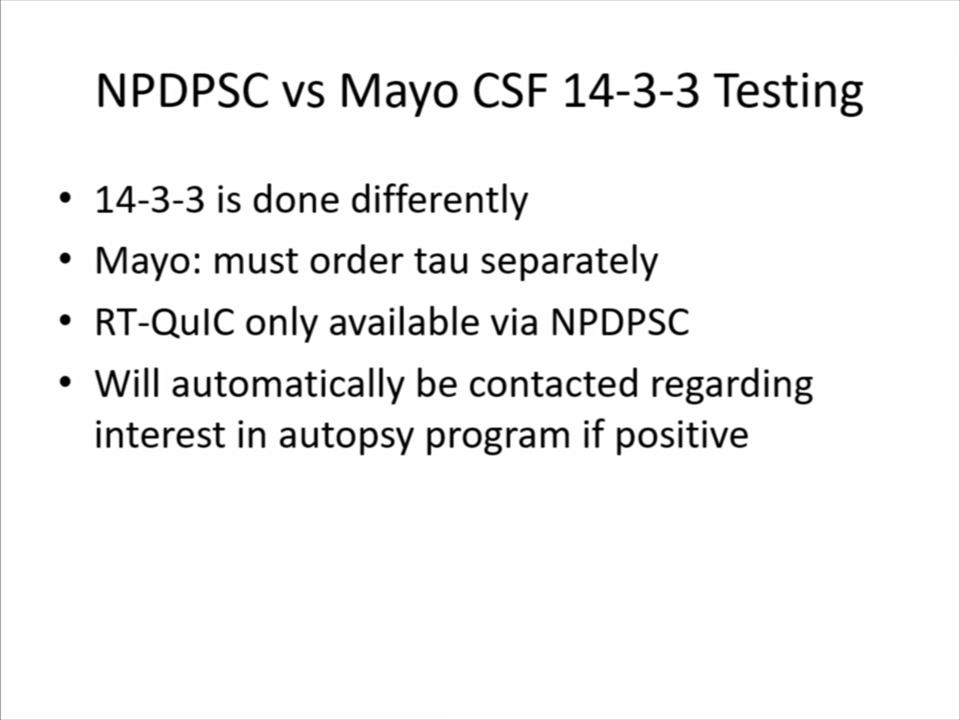 NPDPSC vs Mayo CSF 14-3-3 Testing
• 14-3-3 is done differently
• Mayo: must order tau separately
• RT-QuIC only available via NPDPSC
• Will automatically be contacted regarding
interest in autopsy program if positive